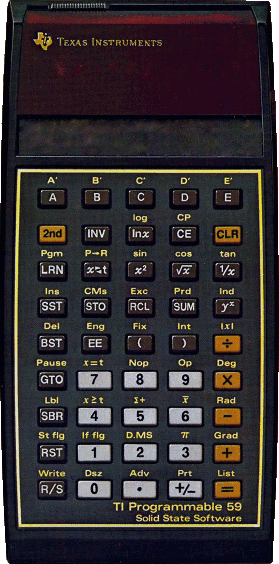 TEXAS INSTRUMENTS
A' B' C' D' E'
A B C D E
log CP
2nd INV lnx CE CLR
Pgm P→R sin cos tan
LRN x⇌t x² √x 1/x
Ins CMs Exc Prd Ind
SST STO RCL SUM yˣ
Del Eng Fix Int |x|
BST EE ( ) ÷
Pause x=t Nop Op Deg
GTO 7 8 9 ×
Lbl x≥t Σ+ x̄ Rad
SBR 4 5 6 −
St flg If flg D.MS π Grad
RST 1 2 3 +
Write Dsz Adv Prt List
R/S 0 • +/− =
TI Programmable 59
Solid State Software